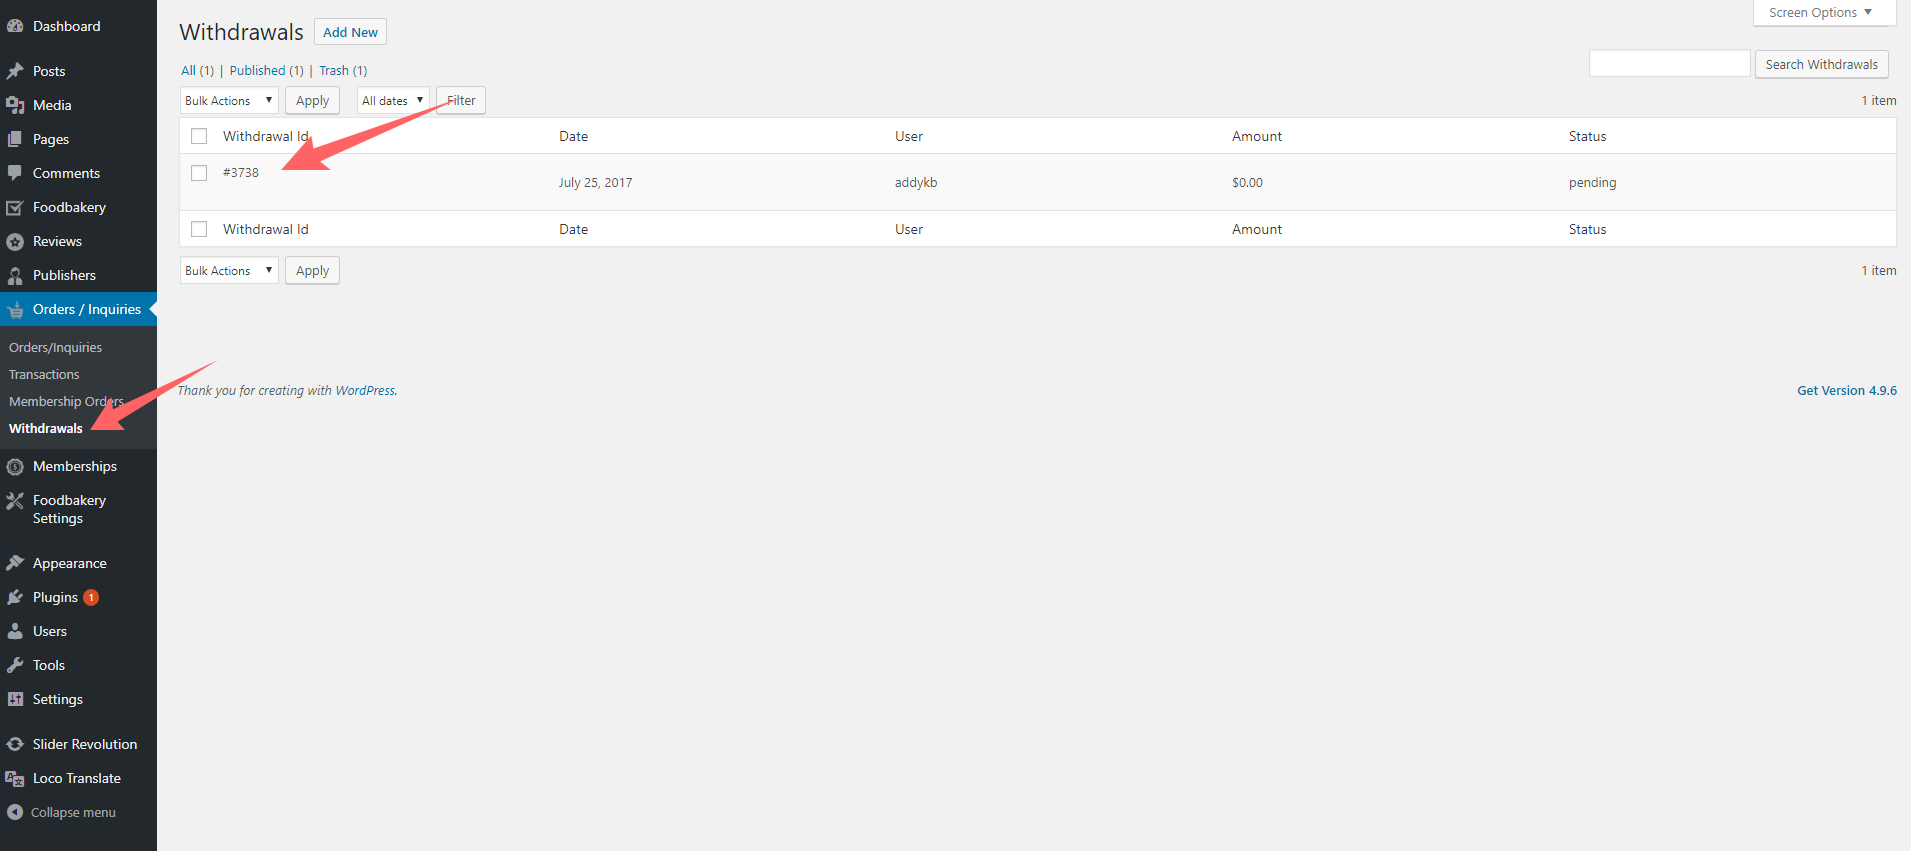 Dashboard
Posts
Media
Pages
Comments
Foodbakery
Reviews
Publishers
Orders / Inquiries
Orders/Inquiries
Transactions
Membership Orders
Withdrawals
Memberships
Foodbakery
Settings
Appearance
Plugins 1
Users
Tools
Settings
Slider Revolution
Loco Translate
Collapse menu
Screen Options
Withdrawals Add New
All (1) | Published (1) | Trash (1)
Search Withdrawals
Bulk Actions Apply All dates Filter 1 item
Withdrawal Id Date User Amount Status
#3738 July 25, 2017 addykb $0.00 pending
Withdrawal Id Date User Amount Status
Bulk Actions Apply 1 item
Thank you for creating with WordPress. Get Version 4.9.6